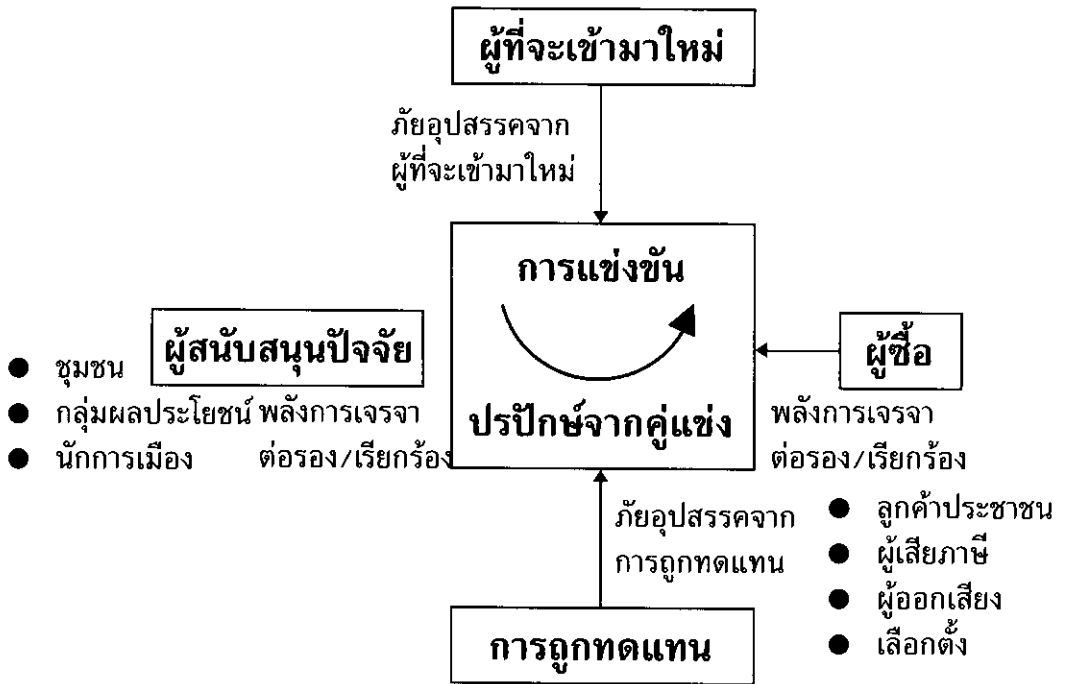 ผู้ที่จะเข้ามาใหม่
ภัยอุปสรรคจาก
ผู้ที่จะเข้ามาใหม่
การแข่งขัน
ปรปักษ์จากคู่แข่ง
ผู้สนับสนุนปัจจัย
● ชุมชน
● กลุ่มผลประโยชน์
● นักการเมือง
พลังการเจรจา
ต่อรอง/เรียกร้อง
ผู้ซื้อ
พลังการเจรจา
ต่อรอง/เรียกร้อง
● ลูกค้าประชาชน
● ผู้เสียภาษี
● ผู้ออกเสียง
● เลือกตั้ง
ภัยอุปสรรคจาก
การถูกทดแทน
การถูกทดแทน